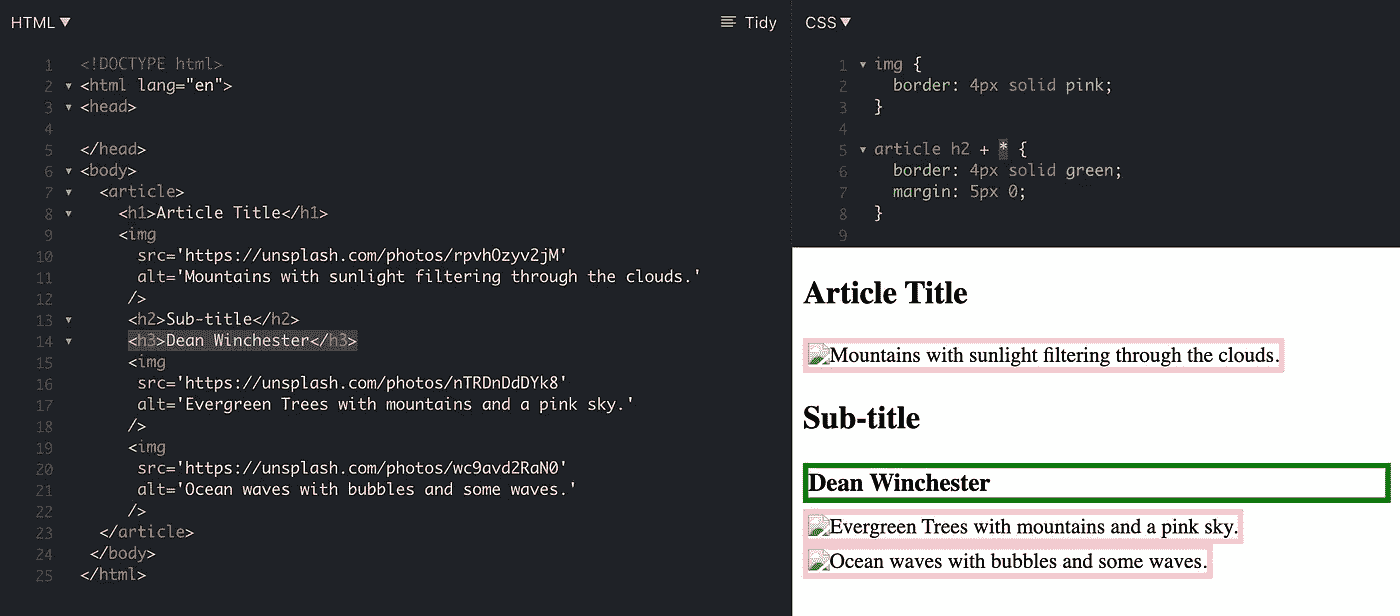 HTML ▼
Tidy
1 <!DOCTYPE html>
2 ▼ <html lang="en">
3 ▼ <head>
4
5 </head>
6 ▼ <body>
7 ▼ <article>
8 ▼ <h1>Article Title</h1>
9 <img
10 src='https://unsplash.com/photos/rpvhOzyv2jM'
11 alt='Mountains with sunlight filtering through the clouds.'
12 />
13 ▼ <h2>Sub-title</h2>
14 ▼ <h3>Dean Winchester</h3>
15 <img
16 src='https://unsplash.com/photos/nTRDnDdDYk8'
17 alt='Evergreen Trees with mountains and a pink sky.'
18 />
19 <img
20 src='https://unsplash.com/photos/wc9avd2RaN0'
21 alt='Ocean waves with bubbles and some waves.'
22 />
23 </article>
24 </body>
25 </html>
CSS ▼
1 ▼ img {
2 border: 4px solid pink;
3 }
4
5 ▼ article h2 + * {
6 border: 4px solid green;
7 margin: 5px 0;
8 }
9
Article Title
Mountains with sunlight filtering through the clouds.
Sub-title
Dean Winchester
Evergreen Trees with mountains and a pink sky.
Ocean waves with bubbles and some waves.